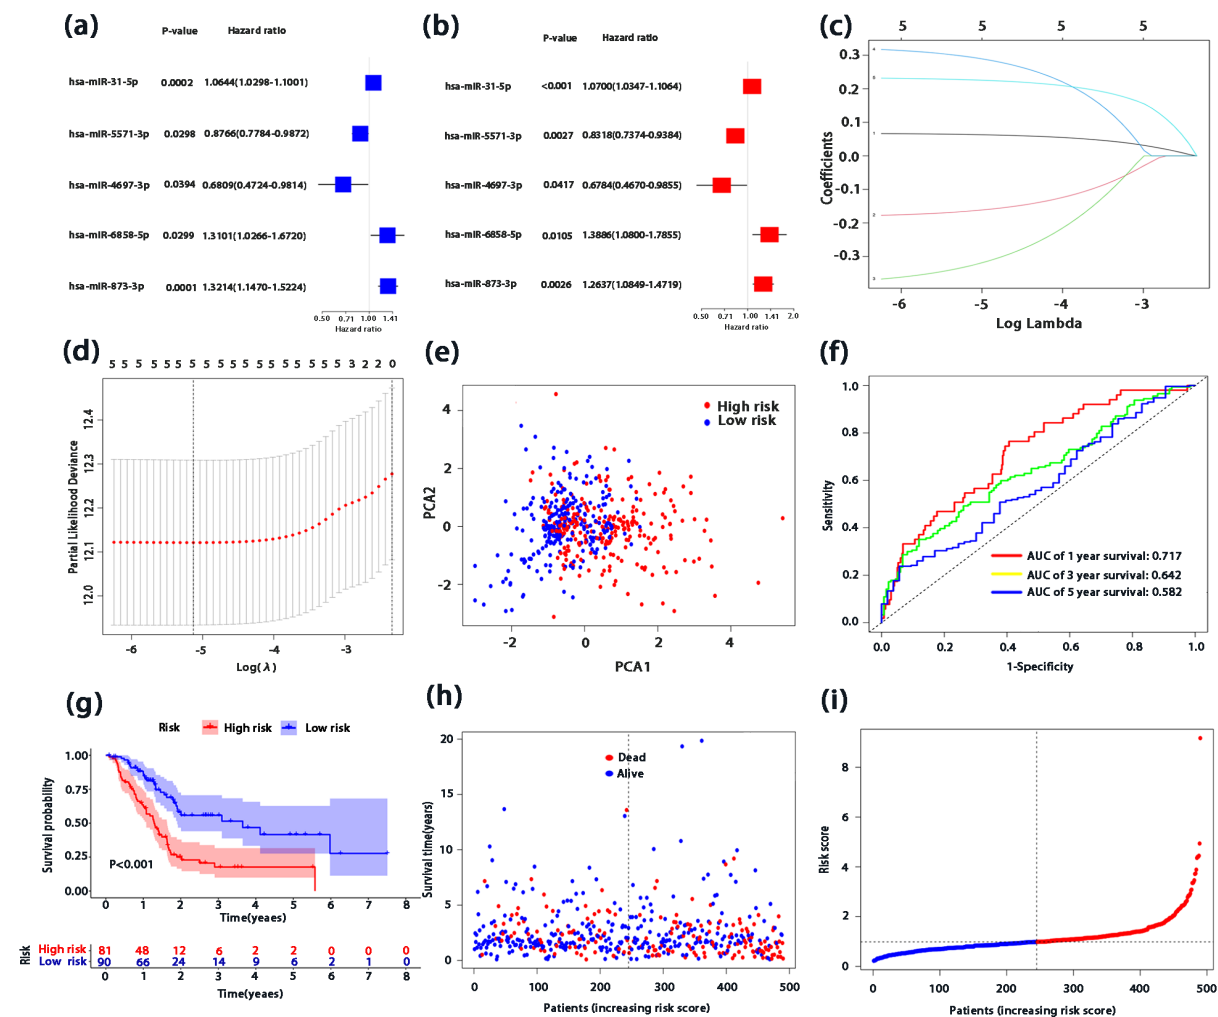 (a)
P-value Hazard ratio
hsa-miR-31-5p 0.0002 1.0644(1.0298-1.1001)
hsa-miR-5571-3p 0.0298 0.8766(0.7784-0.9872)
hsa-miR-4697-3p 0.0394 0.6809(0.4724-0.9814)
hsa-miR-6858-5p 0.0299 1.3101(1.0266-1.6720)
hsa-miR-873-3p 0.0001 1.3214(1.1470-1.5224)
0.50 0.71 1.00 1.41
Hazard ratio
(b)
P-value Hazard ratio
hsa-miR-31-5p <0.001 1.0700(1.0347-1.1064)
hsa-miR-5571-3p 0.0027 0.8318(0.7374-0.9384)
hsa-miR-4697-3p 0.0417 0.6784(0.4670-0.9855)
hsa-miR-6858-5p 0.0105 1.3886(1.0800-1.7855)
hsa-miR-873-3p 0.0026 1.2637(1.0849-1.4719)
0.50 0.71 1.00 1.41 2.0
Hazard ratio
(c)
5 5 5 5
Coefficients
0.3
0.2
0.1
0.0
-0.1
-0.2
-0.3
4
1
2
-6 -5 -4 -3
Log Lambda
(d)
5 5 5 5 5 5 5 5 5 5 5 5 5 5 5 5 5 3 2 2 0
Partial Likelihood Deviance
12.4
12.3
12.2
12.1
12.0
-6 -5 -4 -3
Log(λ)
(e)
High risk
Low risk
PCA2
4
2
0
-2
-2 0 2 4
PCA1
(f)
Sensitivity
1.0
0.8
0.6
0.4
0.2
0.0
AUC of 1 year survival: 0.717
AUC of 3 year survival: 0.642
AUC of 5 year survival: 0.582
0.0 0.2 0.4 0.6 0.8 1.0
1-Specificity
(g)
Risk High risk Low risk
Survival probability
1.00
0.75
0.50
0.25
0.00
P<0.001
0 1 2 3 4 5 6 7 8
Time(yeaes)
Risk
High risk 81 48 12 6 2 2 0 0 0
Low risk 90 66 24 14 9 6 2 1 0
0 1 2 3 4 5 6 7 8
Time(yeaes)
(h)
Dead
Alive
Survival time(years)
20
15
10
5
0
0 100 200 300 400 500
Patients (increasing risk score)
(i)
Risk score
8
6
4
2
0
0 100 200 300 400 500
Patients (increasing risk score)